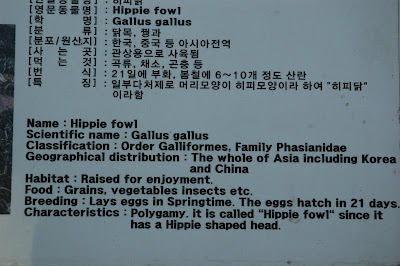 [영문동물명] : Hippie fowl
[학 명] : Gallus gallus
[분 류] : 닭목, 꿩과
[분포/원산지] : 한국, 중국 등 아시아전역
[사 는 곳] : 관상용으로 사육됨
[먹 는 것] : 곡류, 채소, 곤충 등
[번 식] : 21일에 부화, 봄철에 6~10개 정도 산란
[특 징] : 일부다처제로 머리모양이 히피모양이라 하여 "히피닭"
이라함
Name : Hippie fowl
Scientific name : Gallus gallus
Classification : Order Galliformes, Family Phasianidae
Geographical distribution : The whole of Asia including Korea
and China
Habitat : Raised for enjoyment.
Food : Grains, vegetables insects etc.
Breeding : Lays eggs in Springtime. The eggs hatch in 21 days.
Characteristics : Polygamy. it is called "Hippie fowl" since it
has a Hippie shaped head.